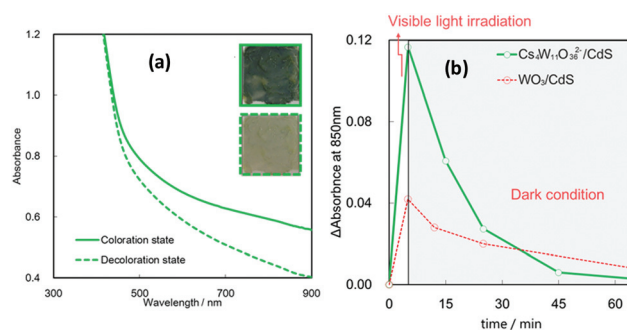 (a)
1.2
1.0
0.8
0.6
0.4
Absorbance
Coloration state
Decoloration state
300
500
700
900
Wavelength / nm
Visible light irradiation
(b)
Cs₄W₁₁O₃₆²⁻/CdS
WO₃/CdS
Dark condition
0.12
0.08
0.04
0.00
ΔAbsorbnce at 850nm
0
15
30
45
60
time / min